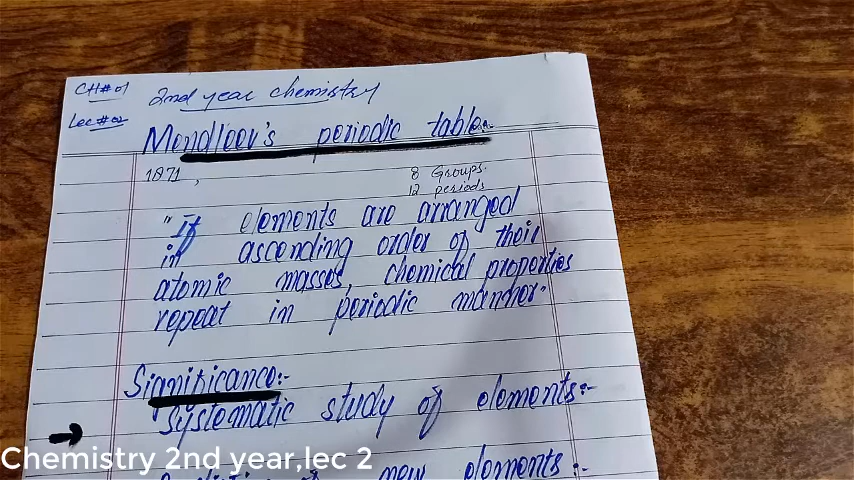 CH#01
2nd year chemistry
Lec#02
Mendleev's periodic table:
1871,
8 Groups.
12 periods
"If elements are arranged
in ascending order of their
atomic masses, chemical properties
repeat in periodic manner.
Significance:-
Systematic study of elements:-
new elements:-
Chemistry 2nd year,lec 2